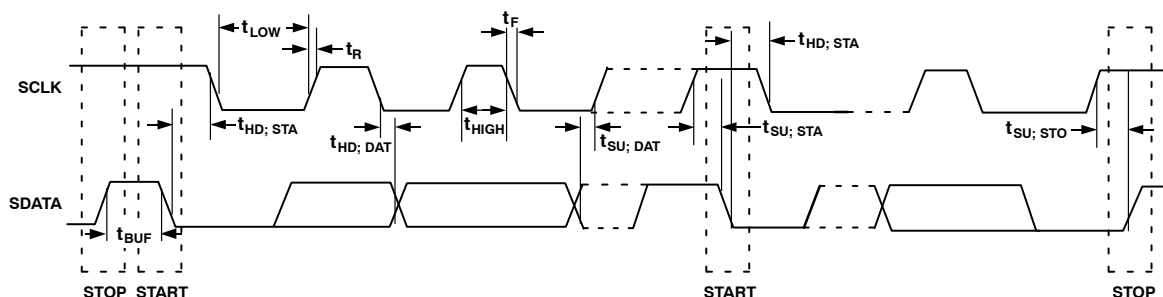 tLOW
tR
tF
tHD; STA
SCLK
tHD; STA
tHD; DAT
tHIGH
tSU; DAT
tSU; STA
tSU; STO
SDATA
tBUF
STOP START
START
STOP